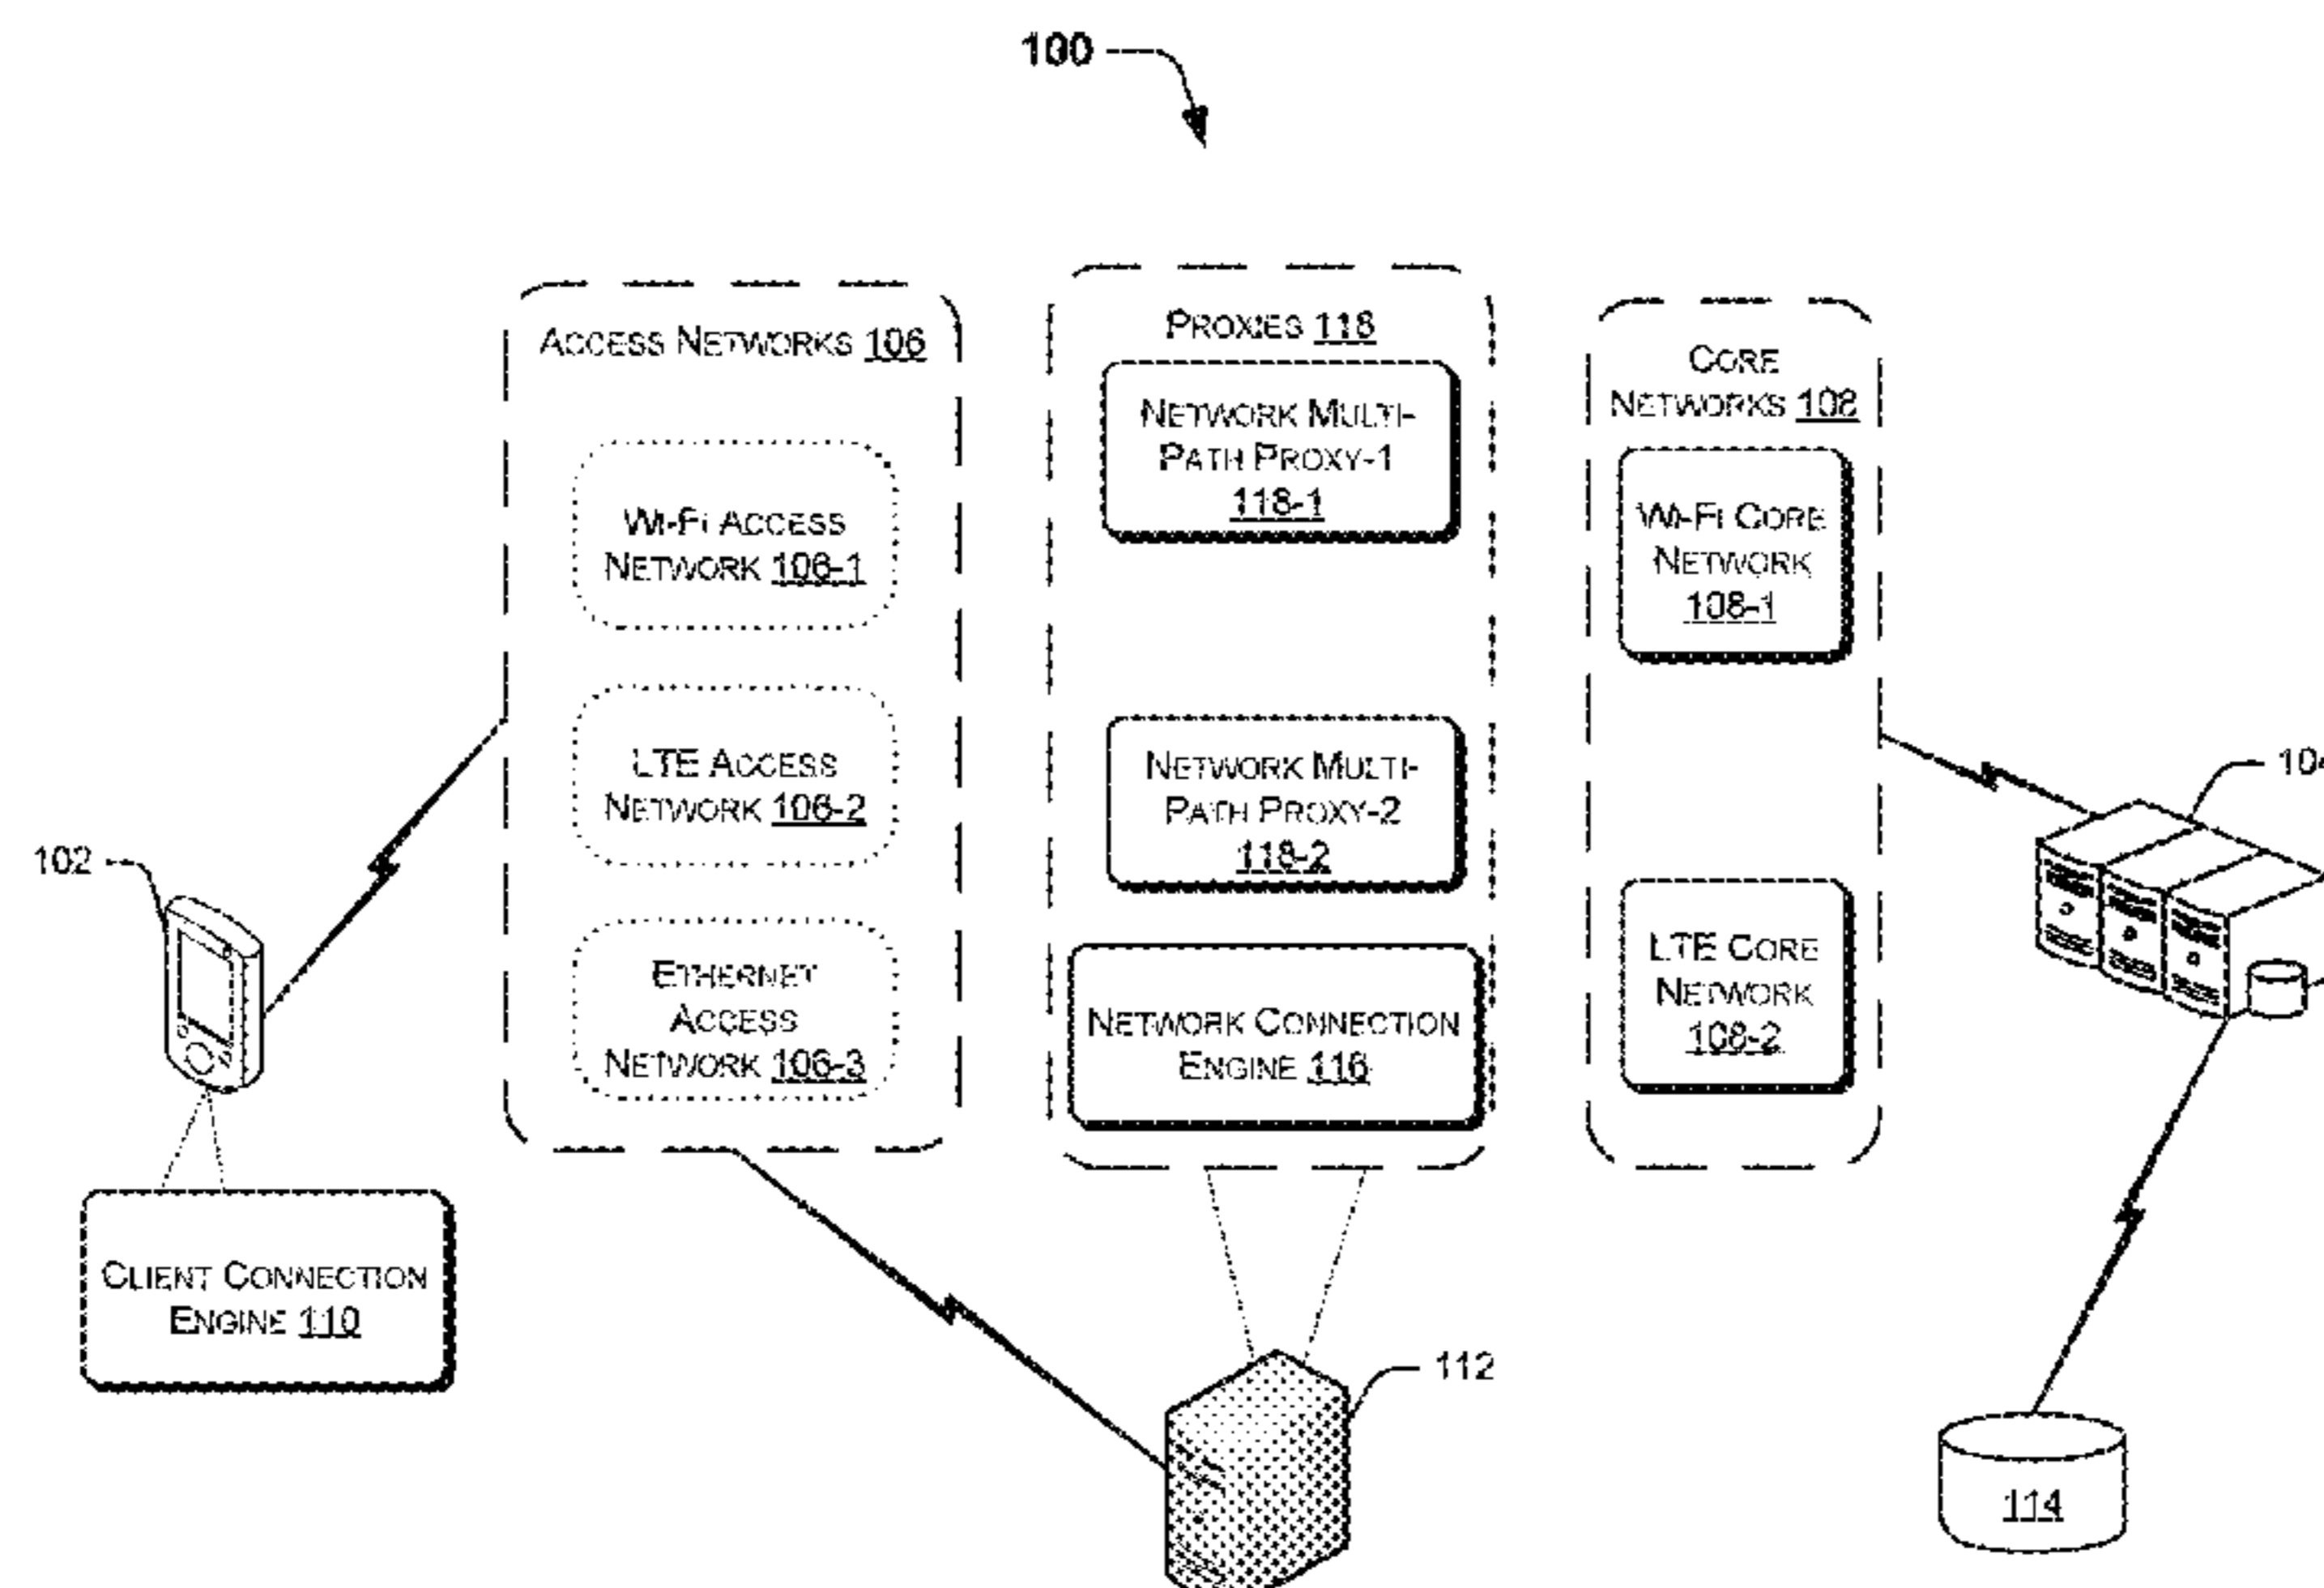 100
ACCESS NETWORKS 106
WI-FI ACCESS
NETWORK 106-1
LTE ACCESS
NETWORK 106-2
ETHERNET
ACCESS
NETWORK 106-3
PROXIES 118
NETWORK MULTI-
PATH PROXY-1
118-1
NETWORK MULTI-
PATH PROXY-2
118-2
NETWORK CONNECTION
ENGINE 116
CORE
NETWORKS 108
WI-FI CORE
NETWORK
108-1
LTE CORE
NETWORK
108-2
102
CLIENT CONNECTION
ENGINE 110
112
114